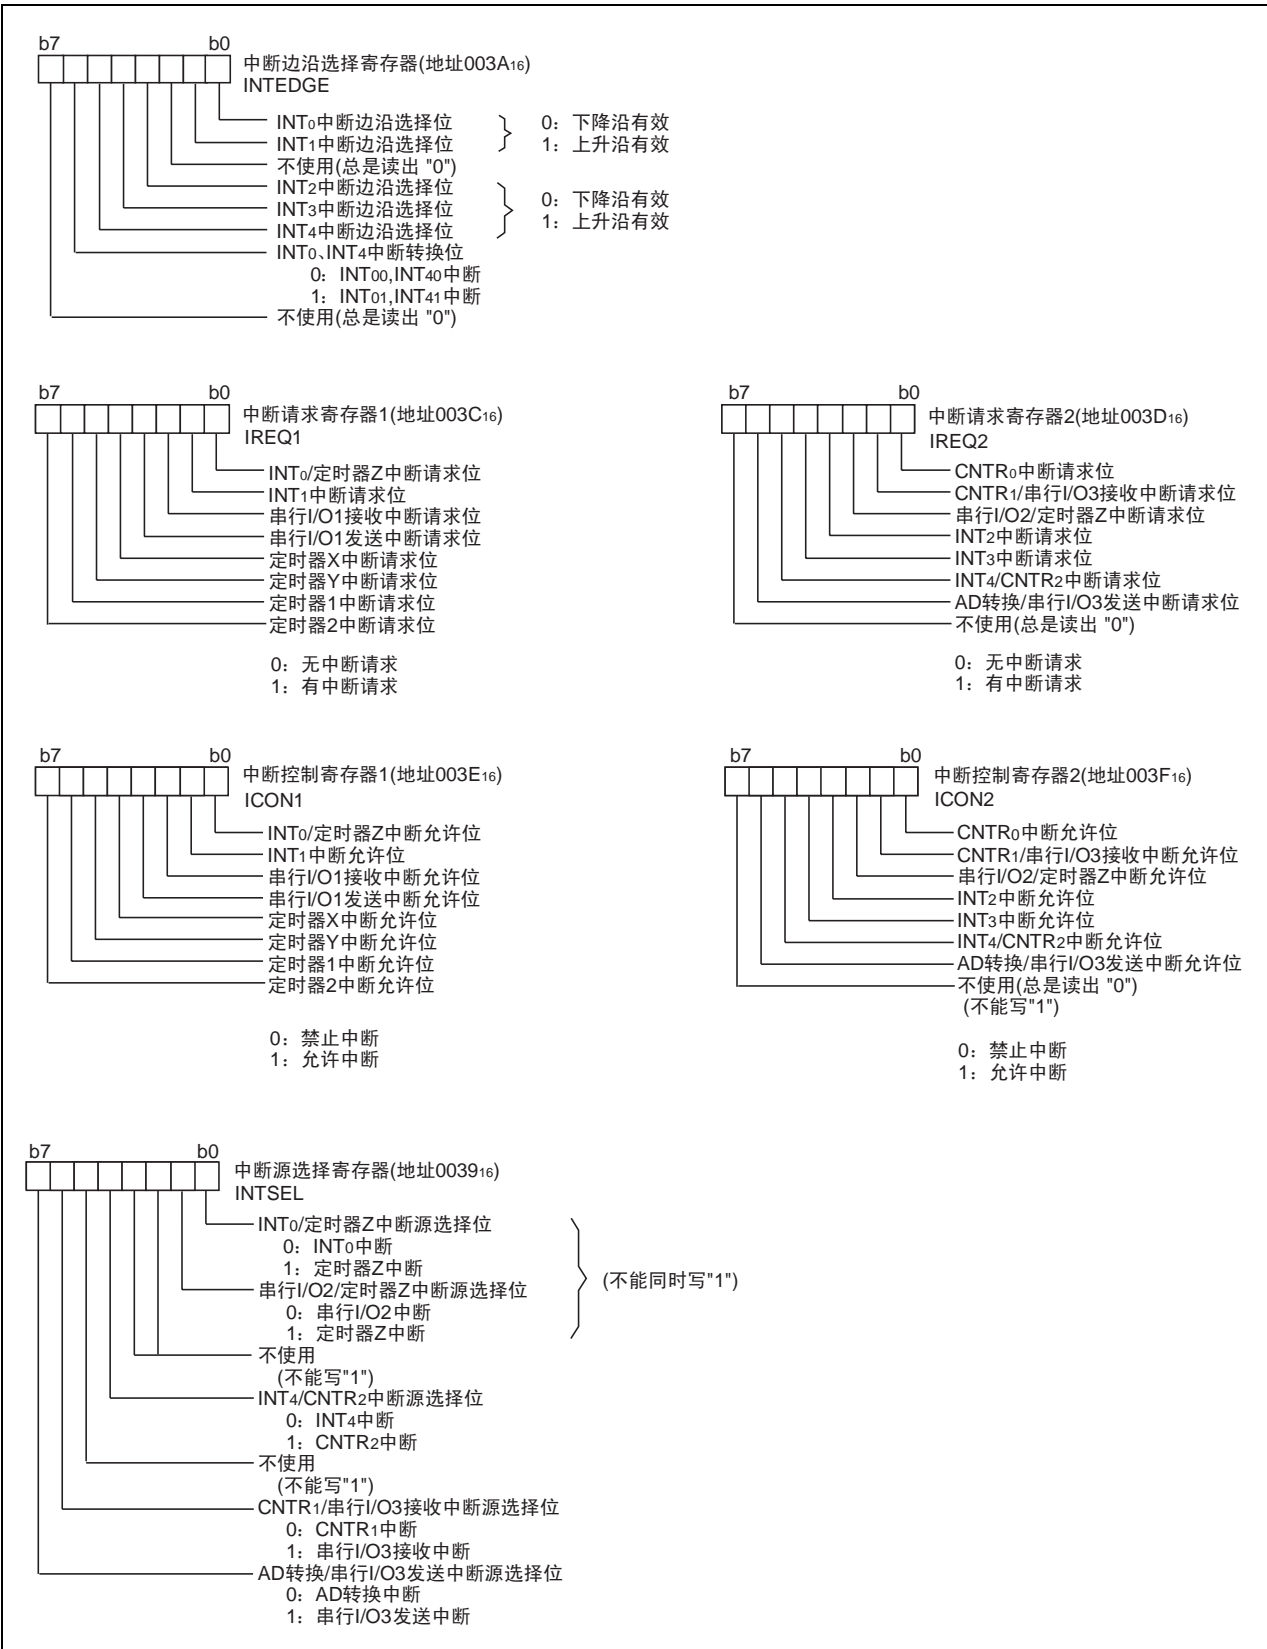 b7 b0
中断边沿选择寄存器(地址003A16)
INTEDGE
INT0中断边沿选择位
INT1中断边沿选择位
0：下降沿有效
1：上升沿有效
不使用(总是读出 "0")
INT2中断边沿选择位
INT3中断边沿选择位
INT4中断边沿选择位
0：下降沿有效
1：上升沿有效
INT0、INT4中断转换位
0：INT00,INT40中断
1：INT01,INT41中断
不使用(总是读出 "0")
b7 b0
中断请求寄存器1(地址003C16)
IREQ1
INT0/定时器Z中断请求位
INT1中断请求位
串行I/O1接收中断请求位
串行I/O1发送中断请求位
定时器X中断请求位
定时器Y中断请求位
定时器1中断请求位
定时器2中断请求位
0：无中断请求
1：有中断请求
b7 b0
中断请求寄存器2(地址003D16)
IREQ2
CNTR0中断请求位
CNTR1/串行I/O3接收中断请求位
串行I/O2/定时器Z中断请求位
INT2中断请求位
INT3中断请求位
INT4/CNTR2中断请求位
AD转换/串行I/O3发送中断请求位
不使用(总是读出 "0")
0：无中断请求
1：有中断请求
b7 b0
中断控制寄存器1(地址003E16)
ICON1
INT0/定时器Z中断允许位
INT1中断允许位
串行I/O1接收中断允许位
串行I/O1发送中断允许位
定时器X中断允许位
定时器Y中断允许位
定时器1中断允许位
定时器2中断允许位
0：禁止中断
1：允许中断
b7 b0
中断控制寄存器2(地址003F16)
ICON2
CNTR0中断允许位
CNTR1/串行I/O3接收中断允许位
串行I/O2/定时器Z中断允许位
INT2中断允许位
INT3中断允许位
INT4/CNTR2中断允许位
AD转换/串行I/O3发送中断允许位
不使用(总是读出 "0")
(不能写"1")
0：禁止中断
1：允许中断
b7 b0
中断源选择寄存器(地址003916)
INTSEL
INT0/定时器Z中断源选择位
0：INT0中断
1：定时器Z中断
串行I/O2/定时器Z中断源选择位
0：串行I/O2中断
1：定时器Z中断
(不能同时写"1")
不使用
(不能写"1")
INT4/CNTR2中断源选择位
0：INT4中断
1：CNTR2中断
不使用
(不能写"1")
CNTR1/串行I/O3接收中断源选择位
0：CNTR1中断
1：串行I/O3接收中断
AD转换/串行I/O3发送中断源选择位
0：AD转换中断
1：串行I/O3发送中断